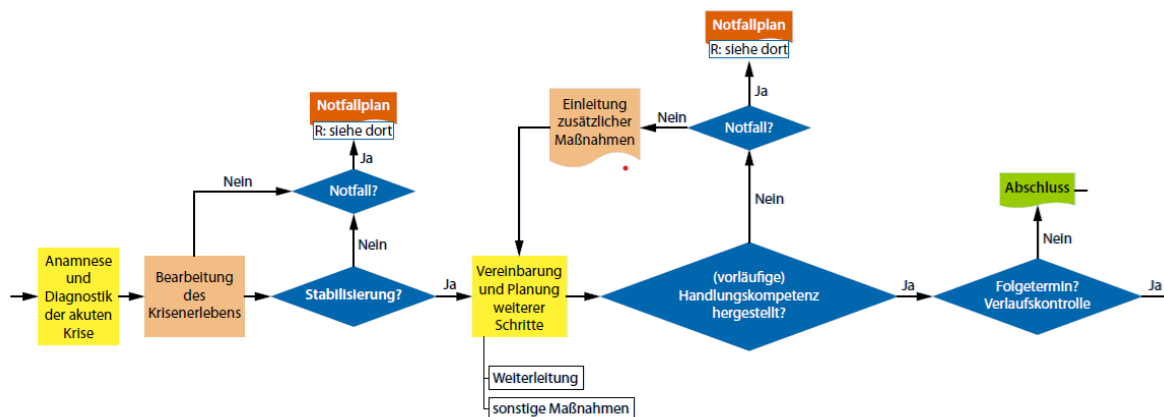 Notfallplan
R: siehe dort
Ja
Nein
Notfall?
Nein
Anamnese
und
Diagnostik
der akuten
Krise
Bearbeitung
des
Krisenerlebens
Stabilisierung?
Ja
Notfallplan
R: siehe dort
Ja
Einleitung
zusätzlicher
Maßnahmen
Nein
Notfall?
Nein
Vereinbarung
und Planung
weiterer
Schritte
Weiterleitung
sonstige Maßnahmen
(vorläufige)
Handlungskompetenz
hergestellt?
Ja
Abschluss
Nein
Folgetermin?
Verlaufskontrolle
Ja